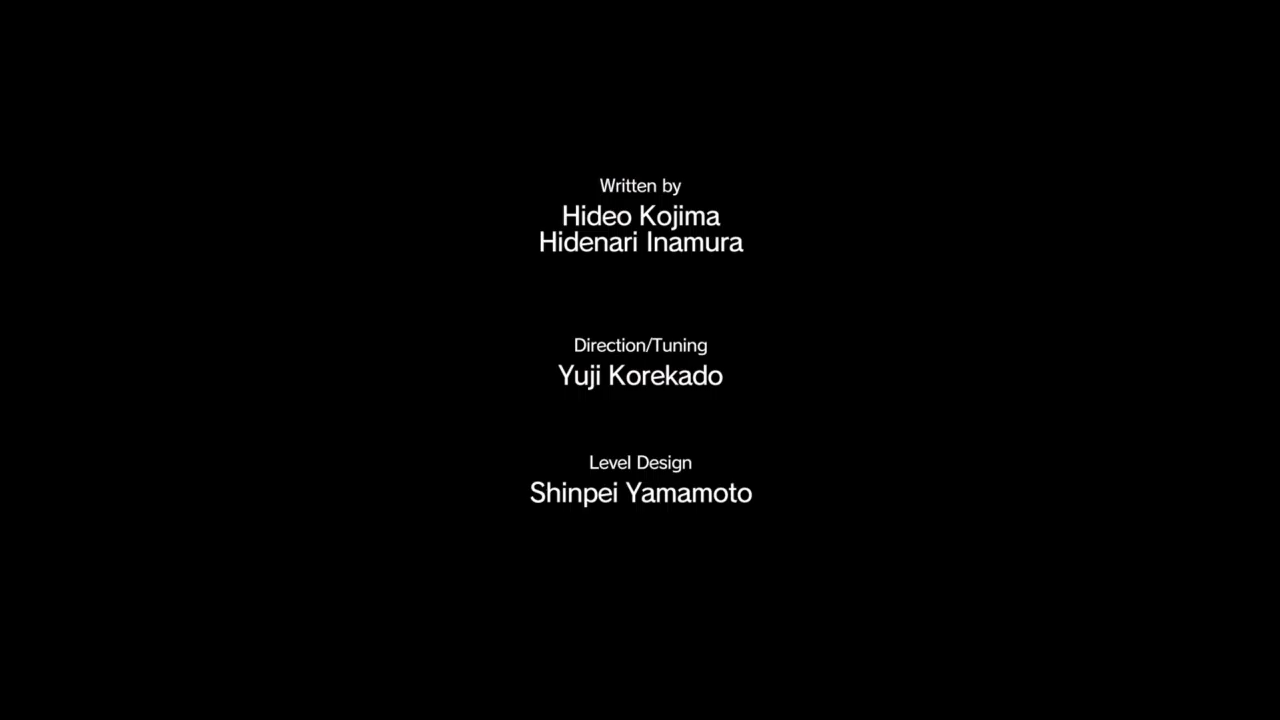 Written by
Hideo Kojima
Hidenari Inamura
Direction/Tuning
Yuji Korekado
Level Design
Shinpei Yamamoto